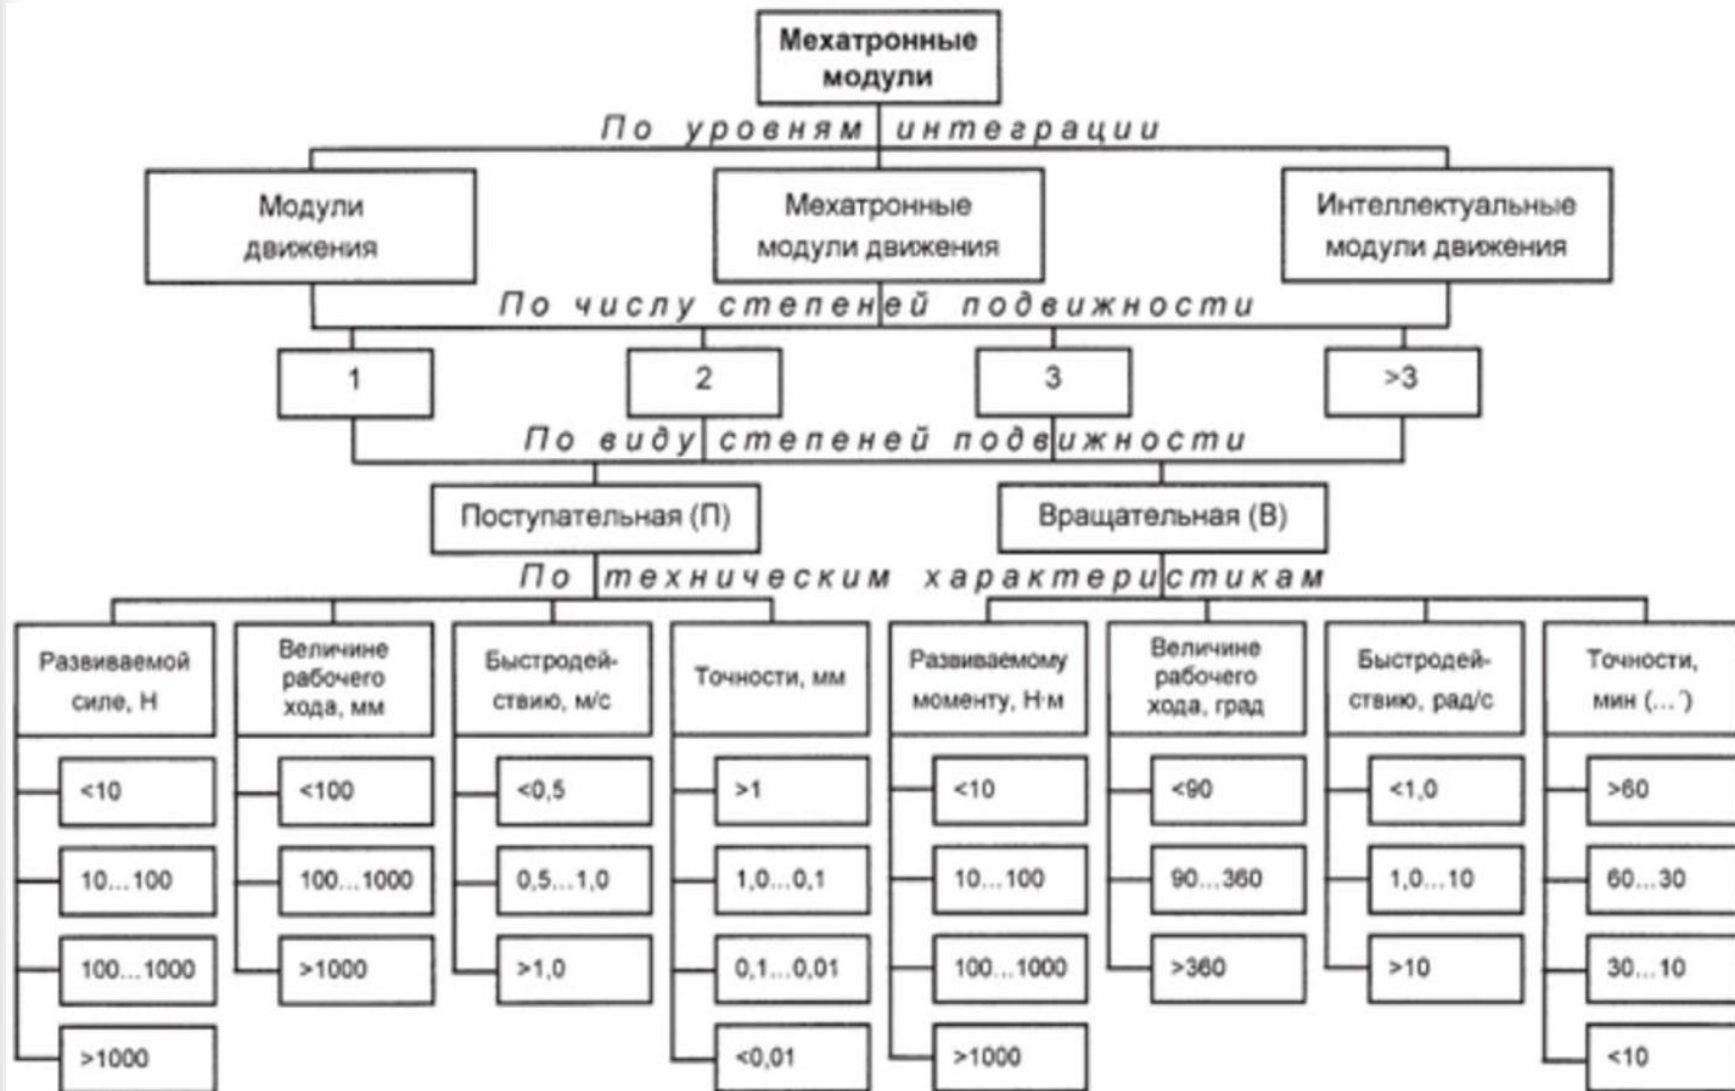 Мехатронные
модули
По уровням интеграции
Модули
движения
Мехатронные
модули движения
Интеллектуальные
модули движения
По числу степеней подвижности
1
2
3
>3
По виду степеней подвижности
Поступательная (П)
Вращательная (В)
По техническим характеристикам
Развиваемой
силе, Н
<10
10...100
100...1000
>1000
Величине
рабочего
хода, мм
<100
100...1000
>1000
Быстродей-
ствию, м/с
<0,5
0,5...1,0
>1,0
Точности, мм
>1
1,0...0,1
0,1...0,01
<0,01
Развиваемому
моменту, Н·м
<10
10...100
100...1000
>1000
Величине
рабочего
хода, град
<90
90...360
>360
Быстродей-
ствию, рад/с
<1,0
1,0...10
>10
Точности,
мин (...´)
>60
60...30
30...10
<10